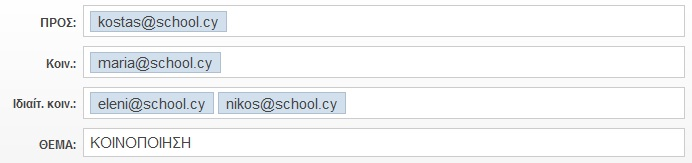 ΠΡΟΣ: kostas@school.cy
Κοιν.: maria@school.cy
Ιδιαίτ. κοιν.: eleni@school.cy nikos@school.cy
ΘΕΜΑ: ΚΟΙΝΟΠΟΙΗΣΗ